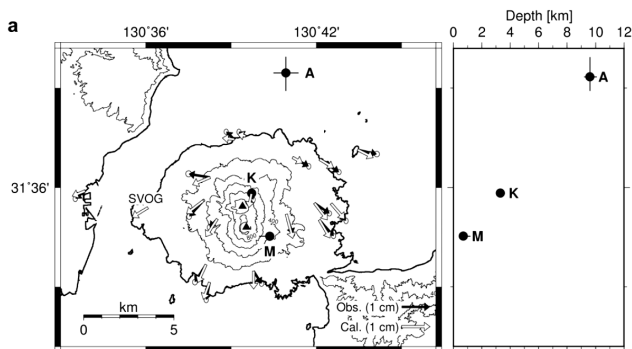 a
130˚36' 130˚42'
Depth [km]
0 2 4 6 8 10 12
A
A
31˚36'
K
K
SVOG
M
M
km
0 5
Obs. (1 cm)
Cal. (1 cm)